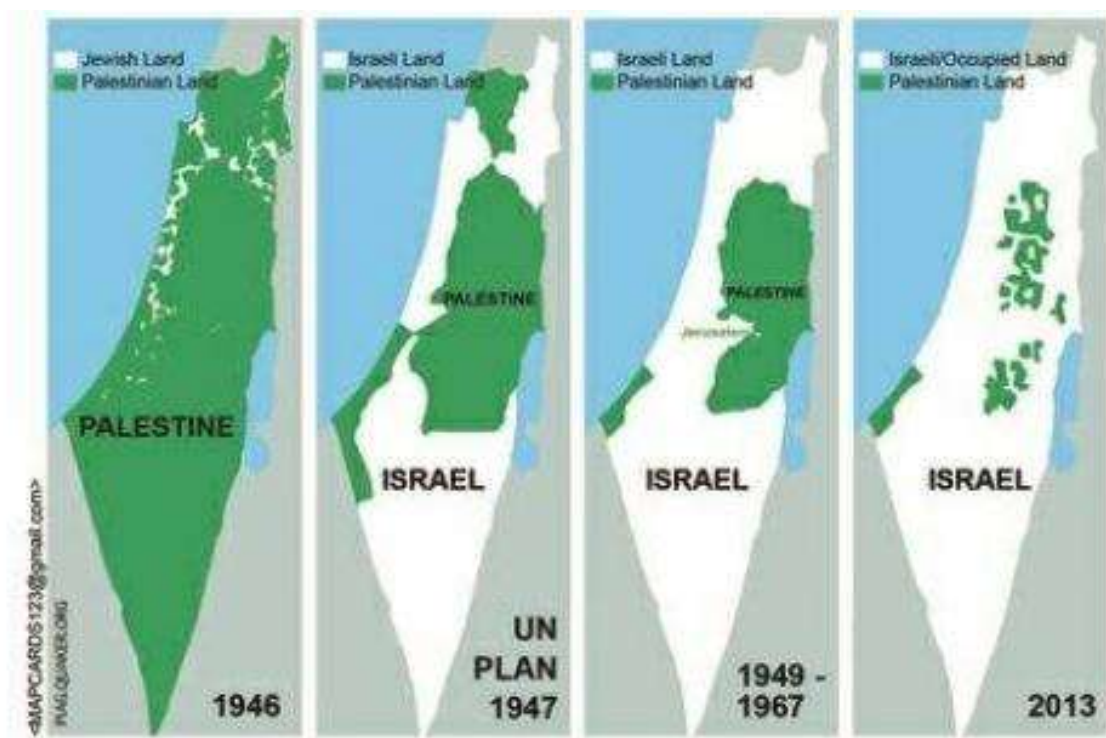 Jewish Land
Palestinian Land
PALESTINE
1946
<MAPCARDS123@gmail.com>
Israeli Land
Palestinian Land
PALESTINE
ISRAEL
UN
PLAN
1947
Israeli Land
Palestinian Land
PALESTINE
Jerusalem
ISRAEL
1949 -
1967
Israeli/Occupied Land
Palestinian Land
ISRAEL
2013